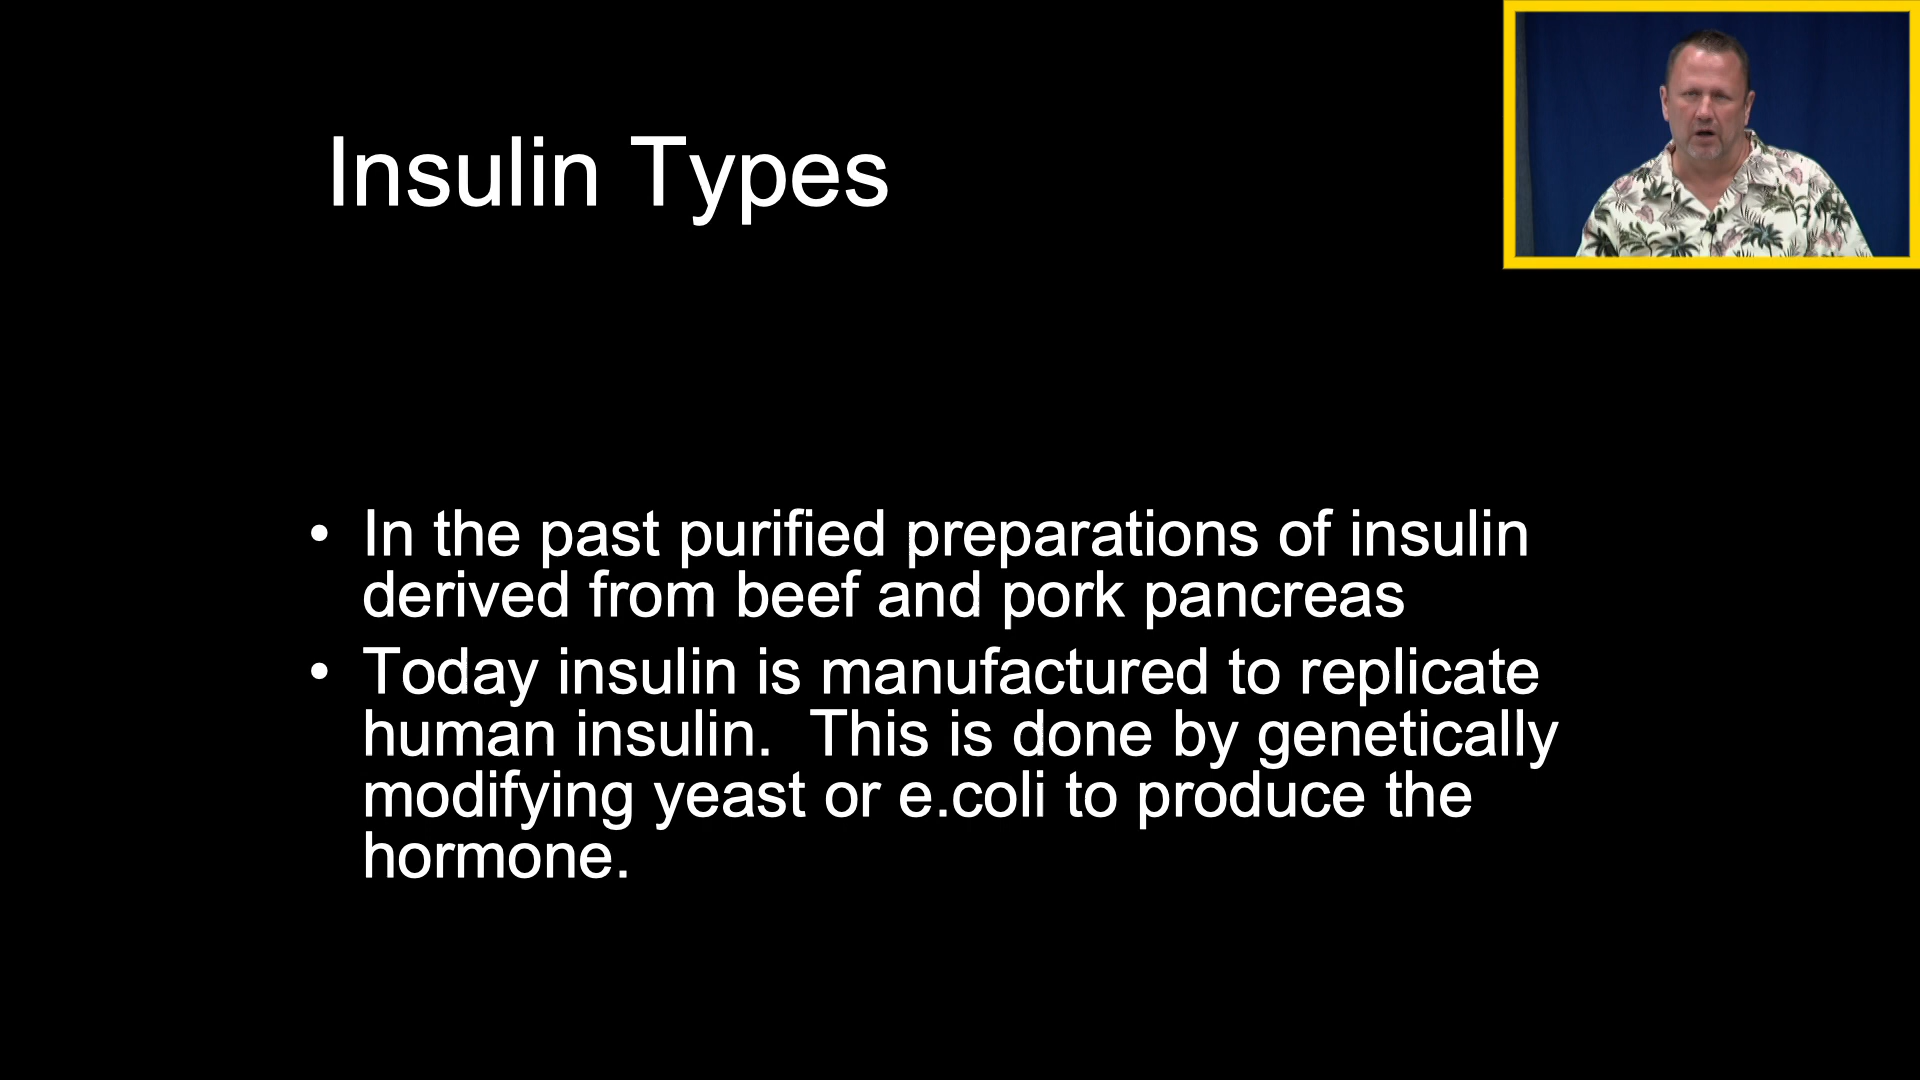 Insulin Types
• In the past purified preparations of insulin
derived from beef and pork pancreas
• Today insulin is manufactured to replicate
human insulin.  This is done by genetically
modifying yeast or e.coli to produce the
hormone.